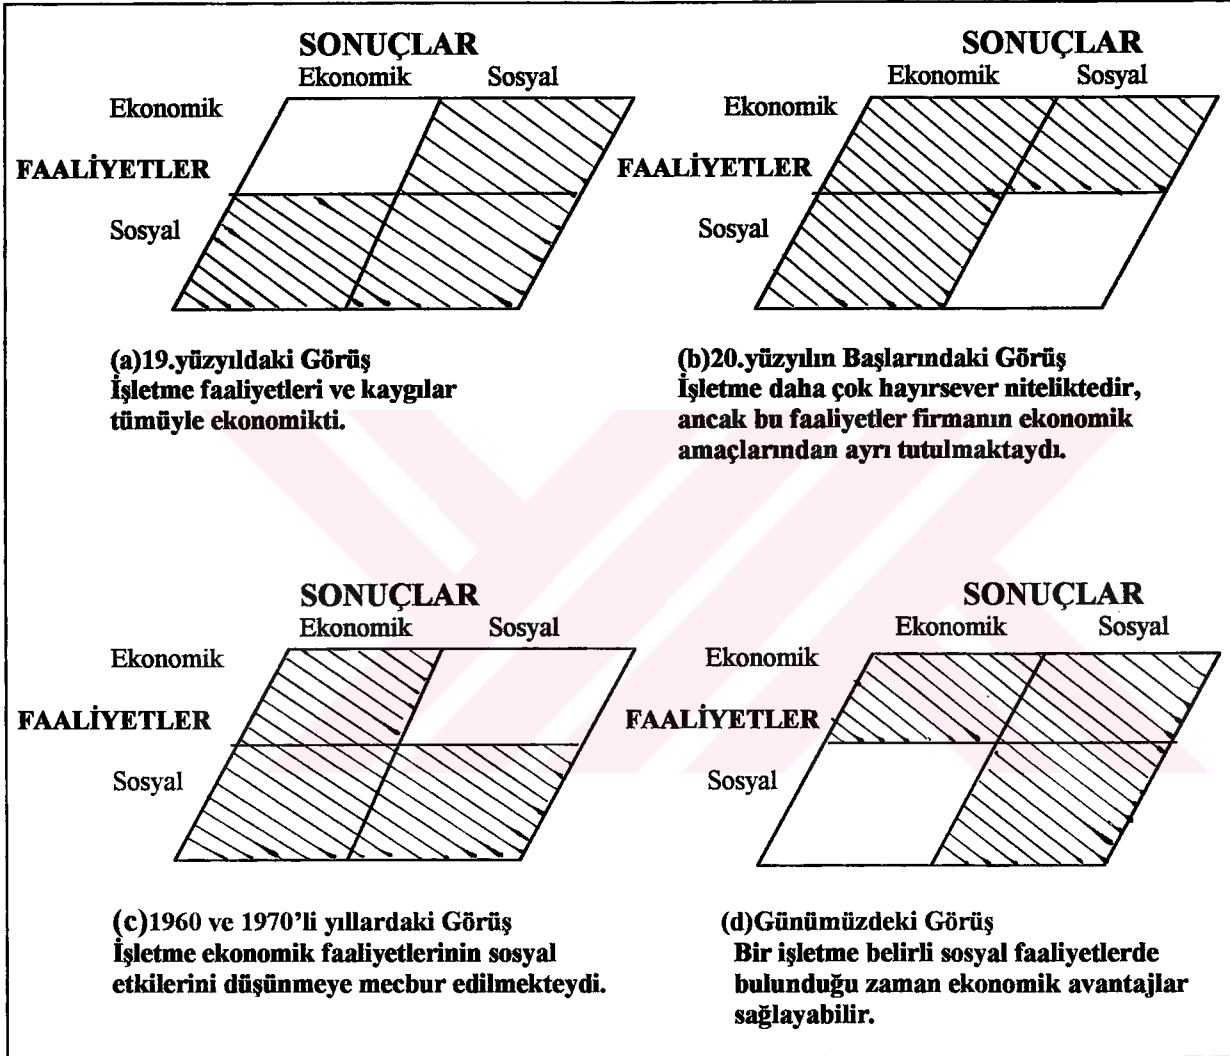 SONUÇLAR
Ekonomik Sosyal
Ekonomik
FAALİYETLER
Sosyal
(a)19.yüzyıldaki Görüş
İşletme faaliyetleri ve kaygılar
tümüyle ekonomikti.
SONUÇLAR
Ekonomik Sosyal
Ekonomik
FAALİYETLER
Sosyal
(b)20.yüzyılın Başlarındaki Görüş
İşletme daha çok hayırsever niteliktedir,
ancak bu faaliyetler firmanın ekonomik
amaçlarından ayrı tutulmaktaydı.
SONUÇLAR
Ekonomik Sosyal
Ekonomik
FAALİYETLER
Sosyal
(c)1960 ve 1970'li yıllardaki Görüş
İşletme ekonomik faaliyetlerinin sosyal
etkilerini düşünmeye mecbur edilmekteydi.
SONUÇLAR
Ekonomik Sosyal
Ekonomik
FAALİYETLER
Sosyal
(d)Günümüzdeki Görüş
Bir işletme belirli sosyal faaliyetlerde
bulunduğu zaman ekonomik avantajlar
sağlayabilir.